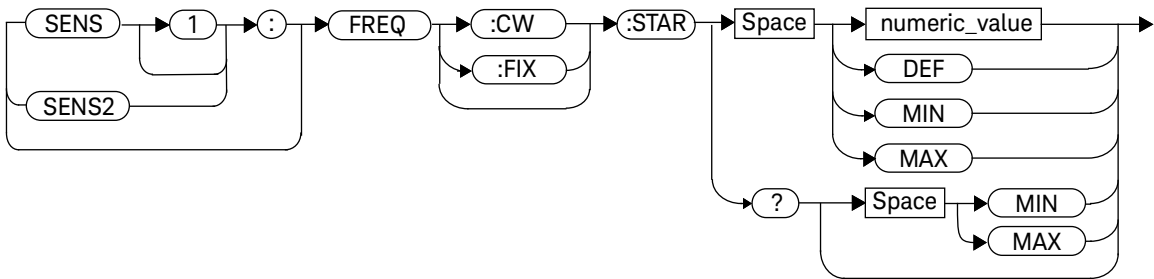 SENS 1 : FREQ :CW :STAR Space numeric_value
:FIX DEF
SENS2 MIN
MAX
? Space MIN
MAX